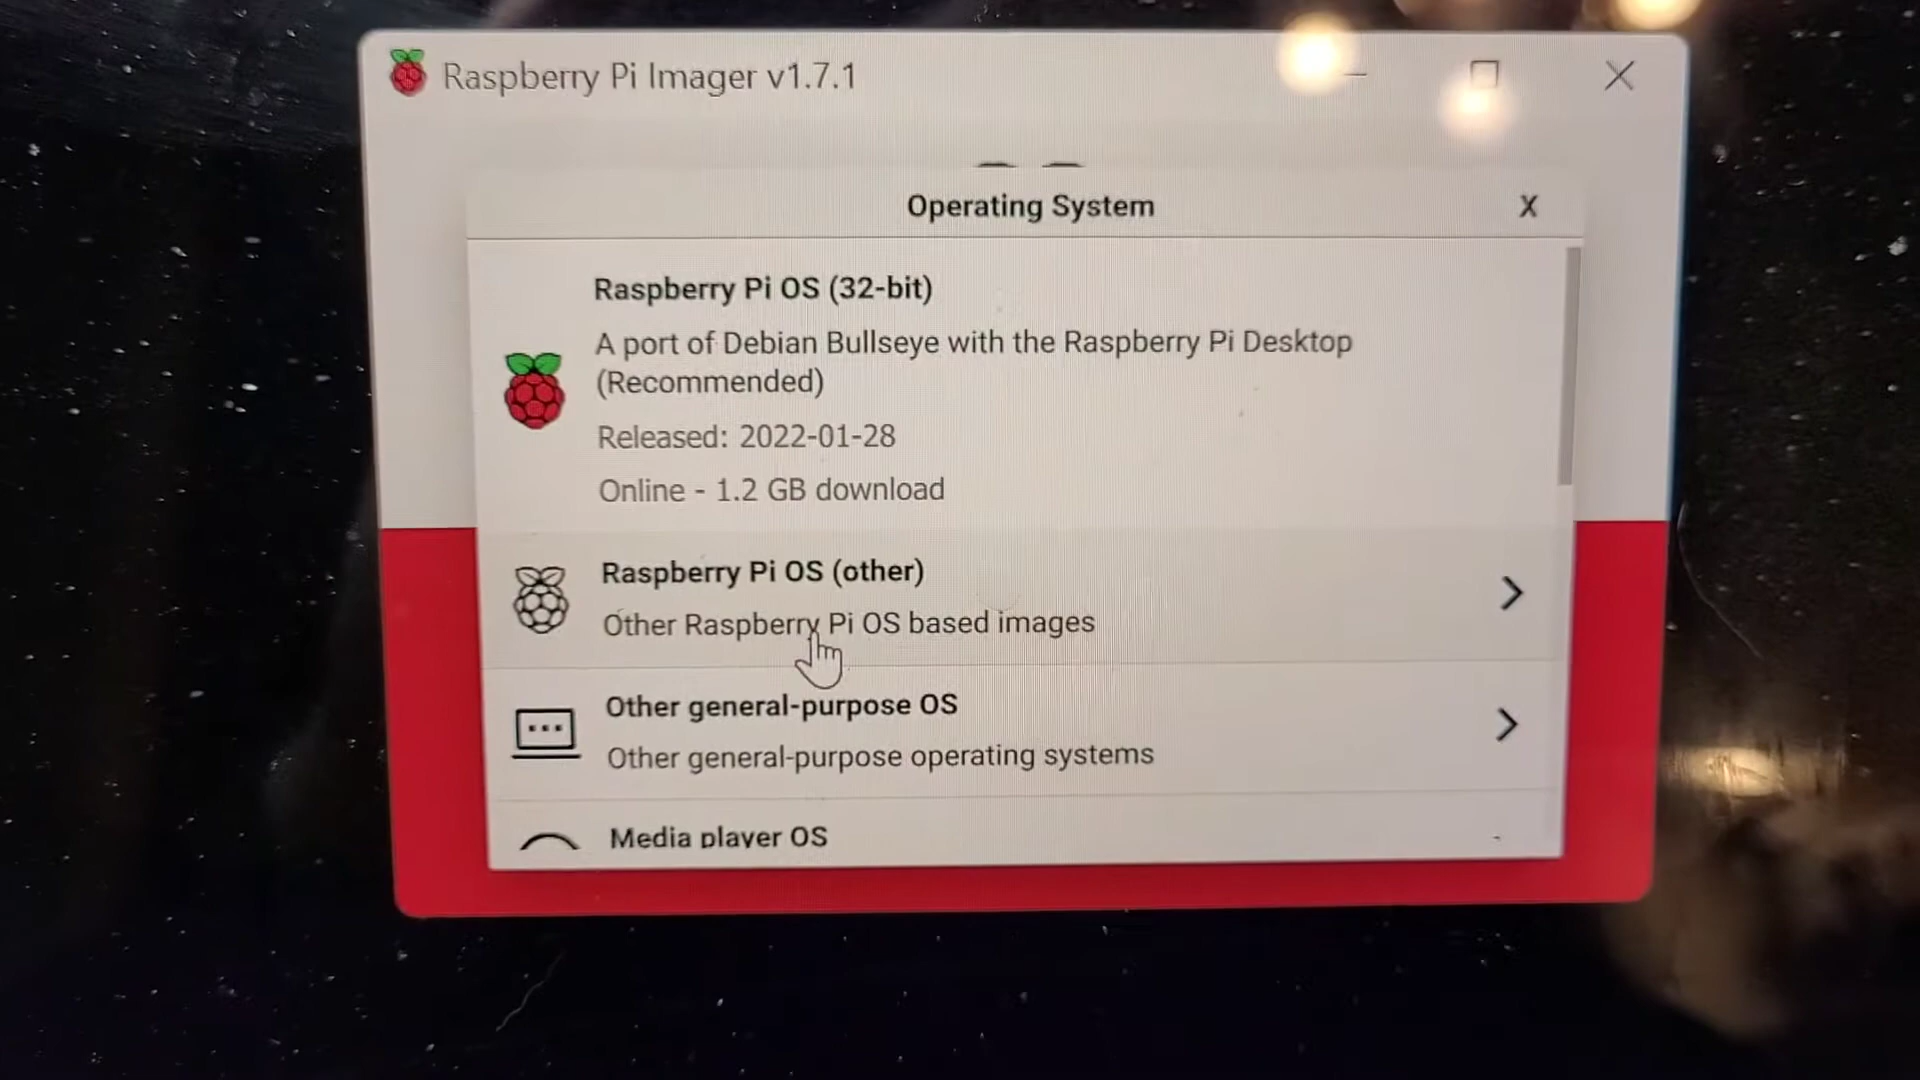 Raspberry Pi Imager v1.7.1
Operating System
X
Raspberry Pi OS (32-bit)
A port of Debian Bullseye with the Raspberry Pi Desktop
(Recommended)
Released: 2022-01-28
Online - 1.2 GB download
Raspberry Pi OS (other)
Other Raspberry Pi OS based images
Other general-purpose OS
Other general-purpose operating systems
Media player OS